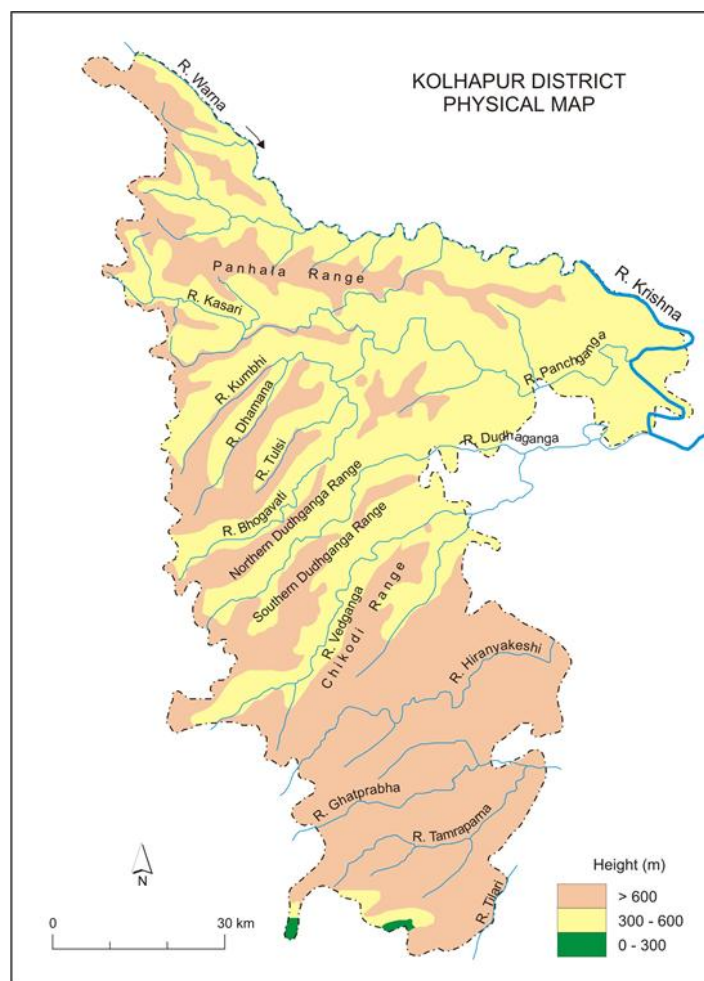 KOLHAPUR DISTRICT
PHYSICAL MAP
R. Warna
Panhala Range
R. Krishna
R. Kasari
R. Panchganga
R. Kumbhi
R. Dhamana
R. Tulsi
R. Dudhaganga
R. Bhogavati
Northern Dudhganga Range
Southern Dudhganga Range
R. Vedganga
Chikodi Range
R. Hiranyakeshi
R. Ghatprabha
R. Tamraparna
R. Tilari
N
0 30 km
Height (m)
> 600
300 - 600
0 - 300